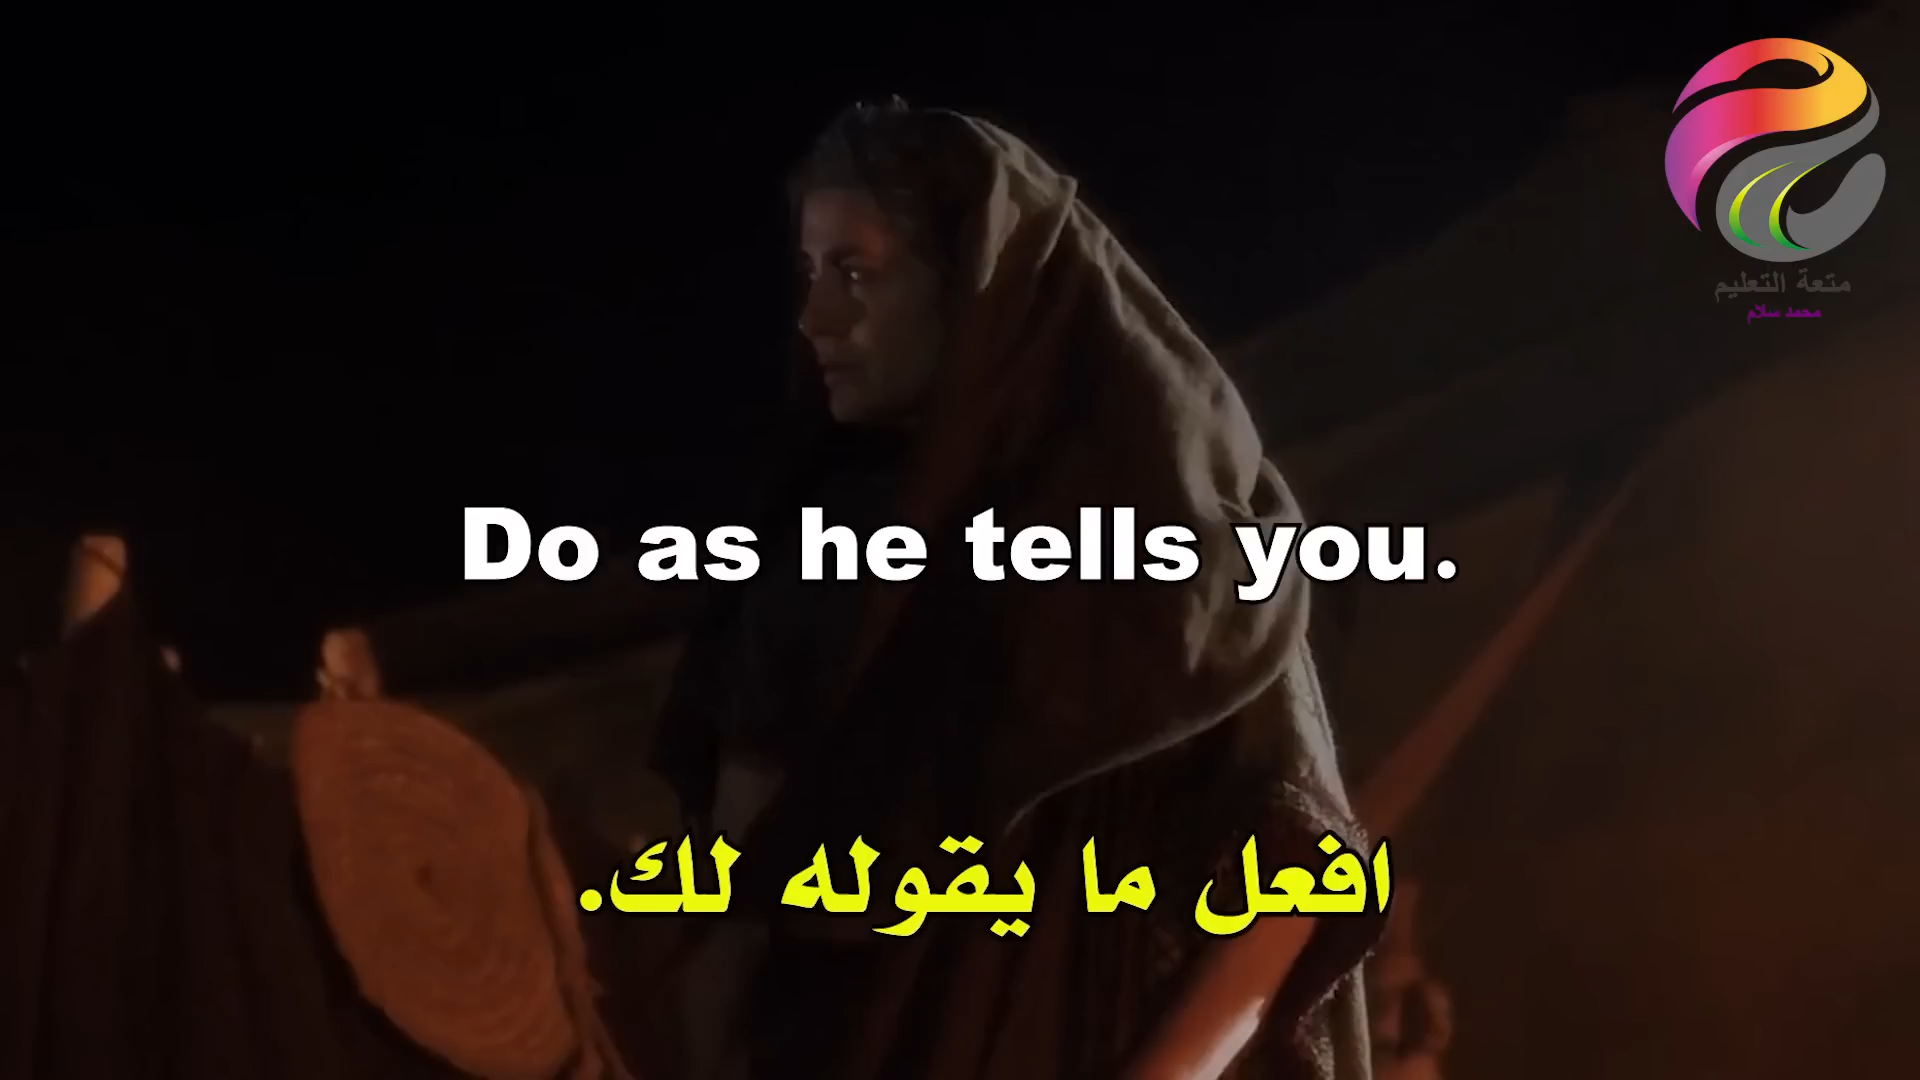 متعة التعليم
محمد سلام
Do as he tells you.
افعل ما يقوله لك.